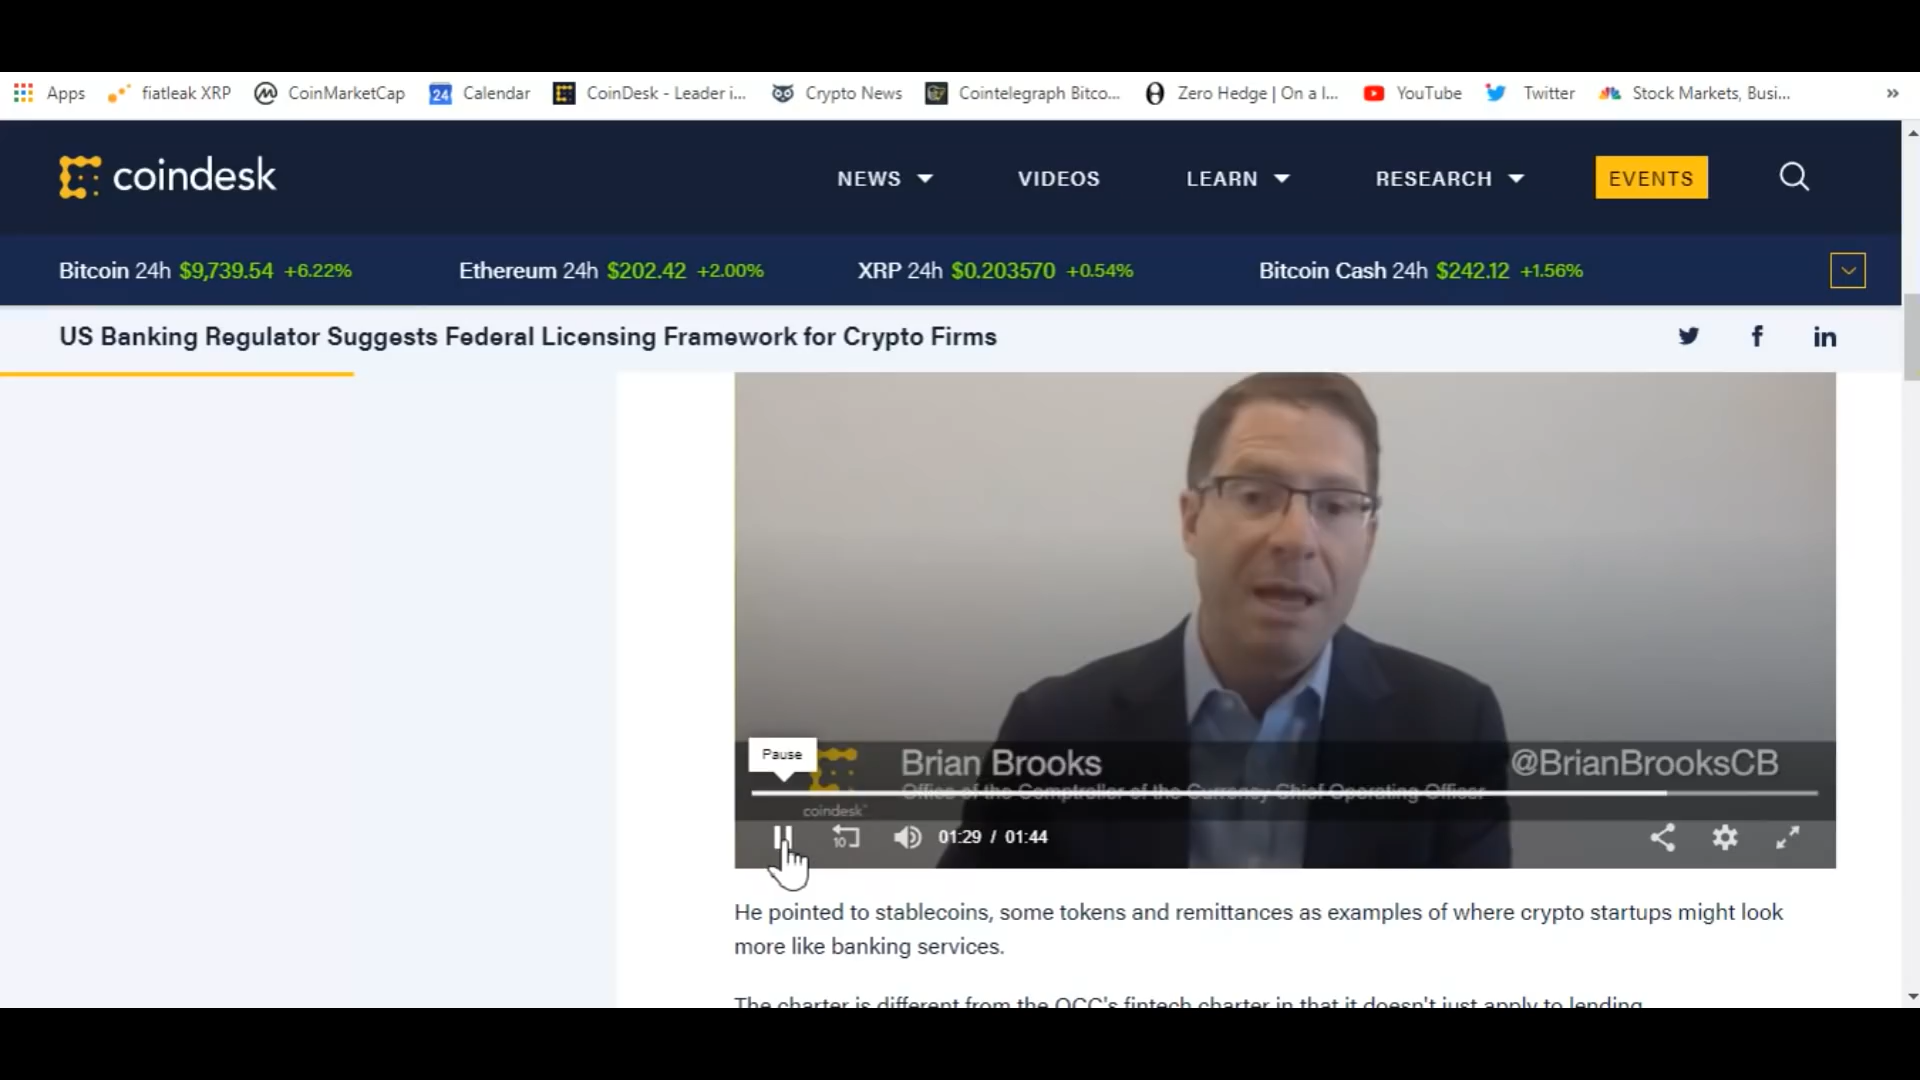 Apps fiatleak XRP CoinMarketCap 24 Calendar CoinDesk - Leader i... Crypto News Cointelegraph Bitco... Zero Hedge | On a l... YouTube Twitter Stock Markets, Busi... »
coindesk NEWS VIDEOS LEARN RESEARCH EVENTS
Bitcoin 24h $9,739.54 +6.22% Ethereum 24h $202.42 +2.00% XRP 24h $0.203570 +0.54% Bitcoin Cash 24h $242.12 +1.56%
US Banking Regulator Suggests Federal Licensing Framework for Crypto Firms
Pause
Brian Brooks @BrianBrooksCB
Office of the Comptroller of the Currency Chief Operating Officer
coindesk
10 01:29 / 01:44
He pointed to stablecoins, some tokens and remittances as examples of where crypto startups might look
more like banking services.
The charter is different from the OCC's fintech charter in that it doesn't just apply to lending